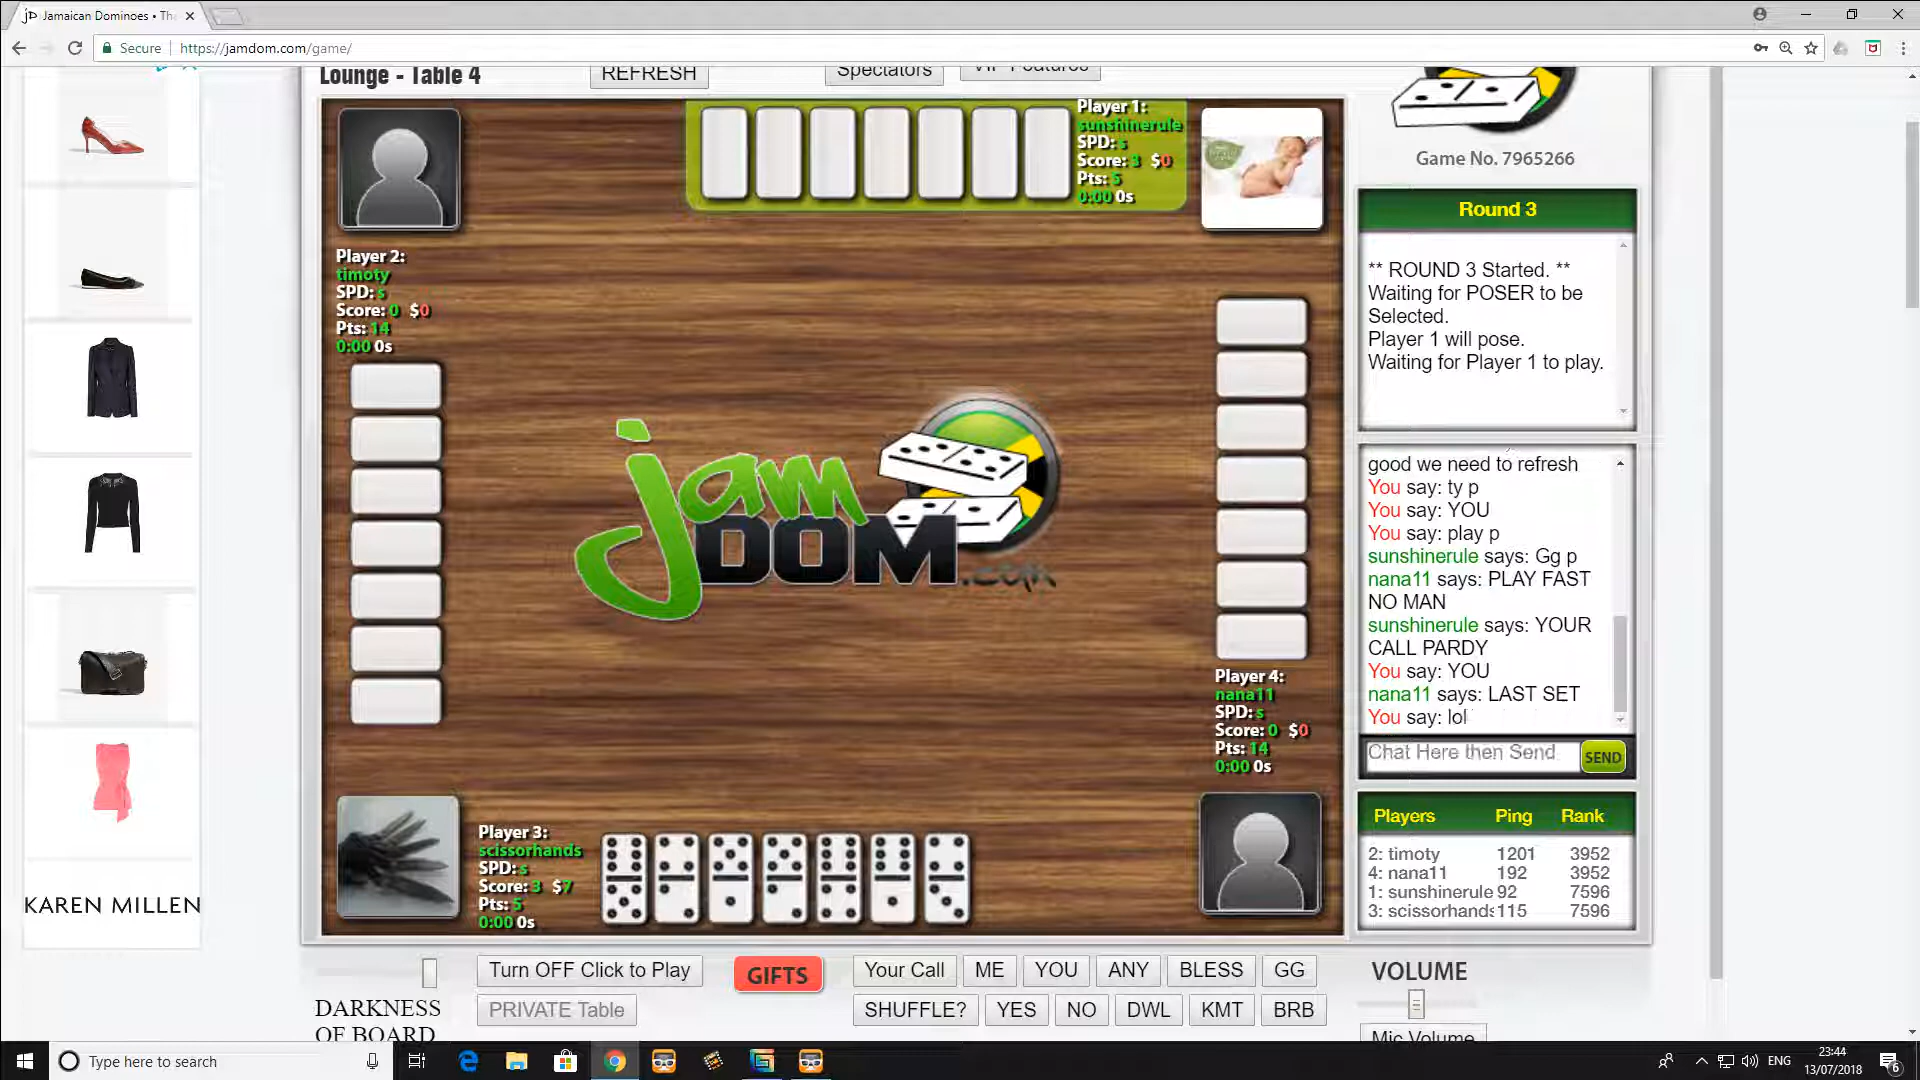 Jamaican Dominoes • Th
Secure
https://jamdom.com/game/
Lounge - Table 4
REFRESH
Spectators
VIP Features
Player 1:
sunshinerule
SPD: s
Score: 3 $0
Pts: 5
0:00 0s
Player 2:
timoty
SPD: s
Score: 0 $0
Pts: 14
0:00 0s
jam
DOM.com
Player 4:
nana11
SPD: s
Score: 0 $0
Pts: 14
0:00 0s
Player 3:
scissorhands
SPD: s
Score: 3 $7
Pts: 5
0:00 0s
Game No. 7965266
Round 3
** ROUND 3 Started. **
Waiting for POSER to be
Selected.
Player 1 will pose.
Waiting for Player 1 to play.
good we need to refresh
You say: ty p
You say: YOU
You say: play p
sunshinerule says: Gg p
nana11 says: PLAY FAST
NO MAN
sunshinerule says: YOUR
CALL PARDY
You say: YOU
nana11 says: LAST SET
You say: lol
Chat Here then Send
SEND
Players Ping Rank
2: timoty 1201 3952
4: nana11 192 3952
1: sunshinerule 92 7596
3: scissorhands 115 7596
KAREN MILLEN
DARKNESS
OF BOARD
Turn OFF Click to Play
PRIVATE Table
GIFTS
Your Call ME YOU ANY BLESS GG
SHUFFLE? YES NO DWL KMT BRB
VOLUME
Mic Volume
Type here to search
ENG
23:44
13/07/2018
6